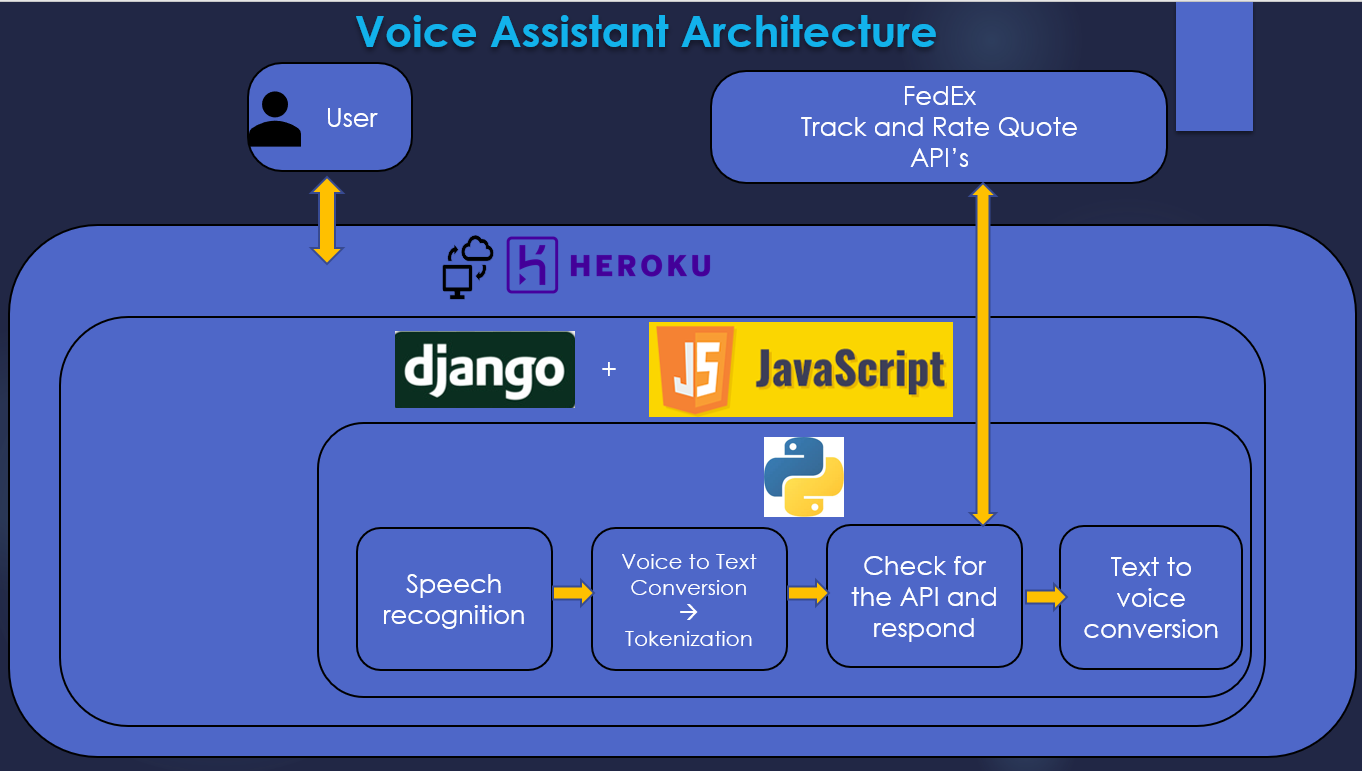 Voice Assistant Architecture
User
FedEx
Track and Rate Quote
API’s
HEROKU
django
+
JS JavaScript
Speech
recognition
Voice to Text
Conversion
→
Tokenization
Check for
the API and
respond
Text to
voice
conversion